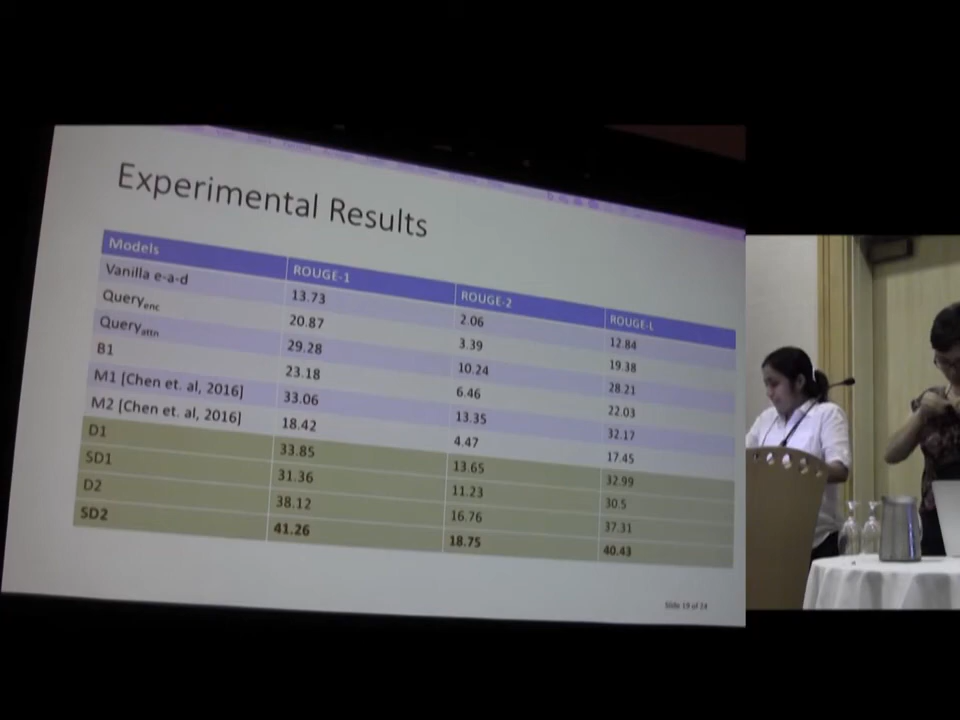 Experimental Results
Models ROUGE-1 ROUGE-2 ROUGE-L
Vanilla e-a-d 13.73 2.06 12.84
Queryenc 20.87 3.39 19.38
Queryattn 29.28 10.24 28.21
B1 23.18 6.46 22.03
M1 [Chen et. al, 2016] 33.06 13.35 32.17
M2 [Chen et. al, 2016] 18.42 4.47 17.45
D1 33.85 13.65 32.99
SD1 31.36 11.23 30.5
D2 38.12 16.76 37.31
SD2 41.26 18.75 40.43
Slide 19 of 24